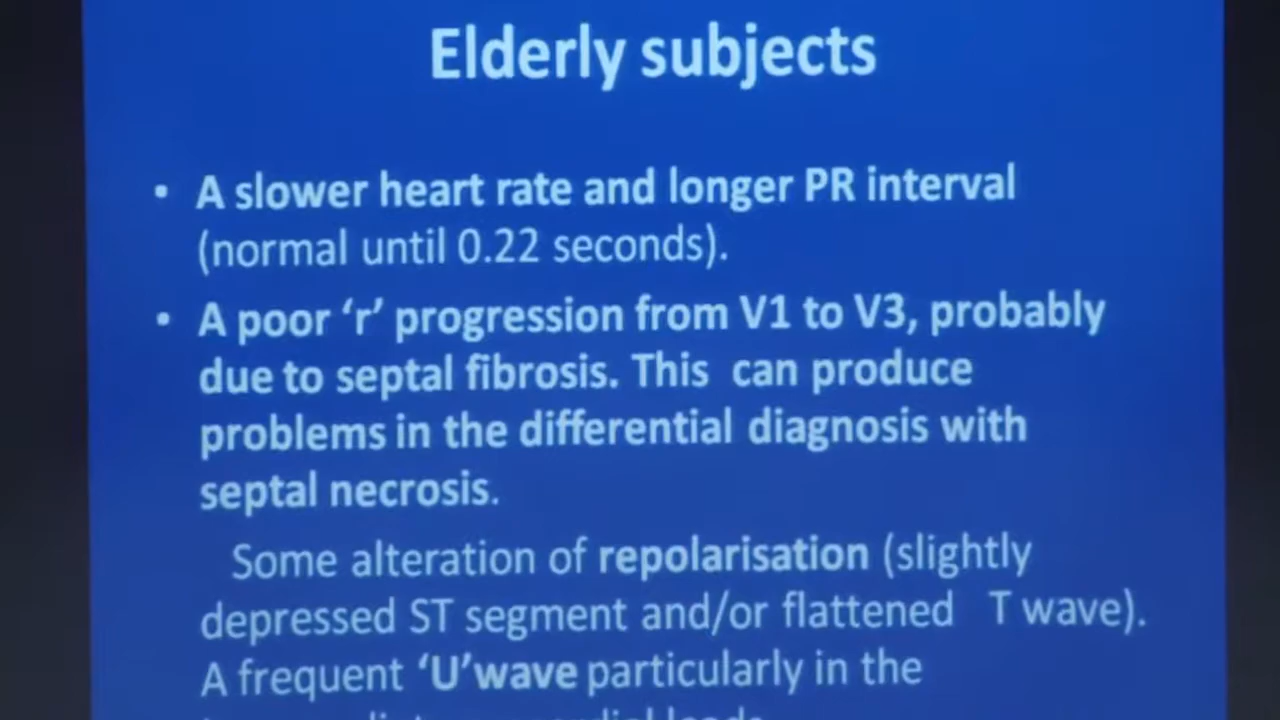 Elderly subjects
• A slower heart rate and longer PR interval
(normal until 0.22 seconds).
• A poor ‘r’ progression from V1 to V3, probably
due to septal fibrosis. This can produce
problems in the differential diagnosis with
septal necrosis.
Some alteration of repolarisation (slightly
depressed ST segment and/or flattened T wave).
A frequent ‘U’wave particularly in the